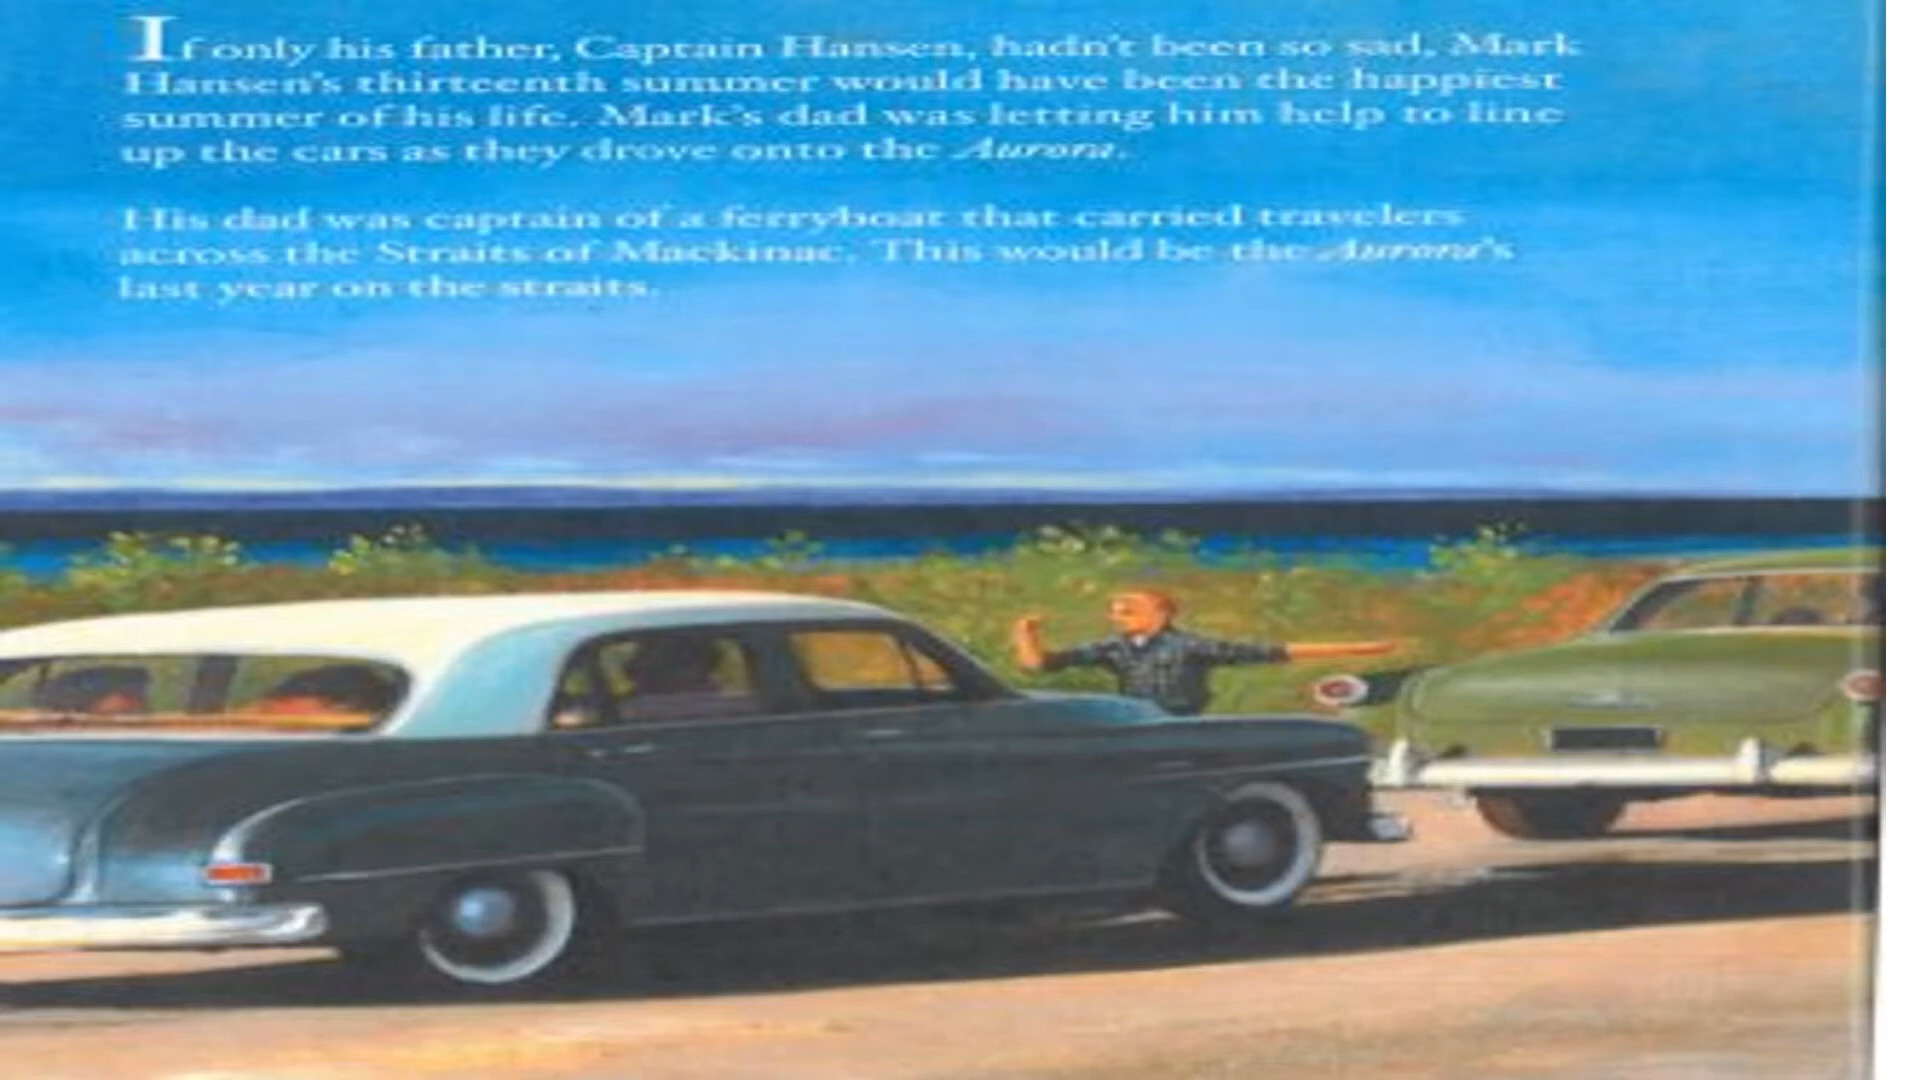 If only his father, Captain Hansen, hadn't been so sad, Mark
Hansen's thirteenth summer would have been the happiest
summer of his life. Mark's dad was letting him help to line
up the cars as they drove onto the Aurora.
His dad was captain of a ferryboat that carried travelers
across the Straits of Mackinac. This would be the Aurora's
last year on the straits.